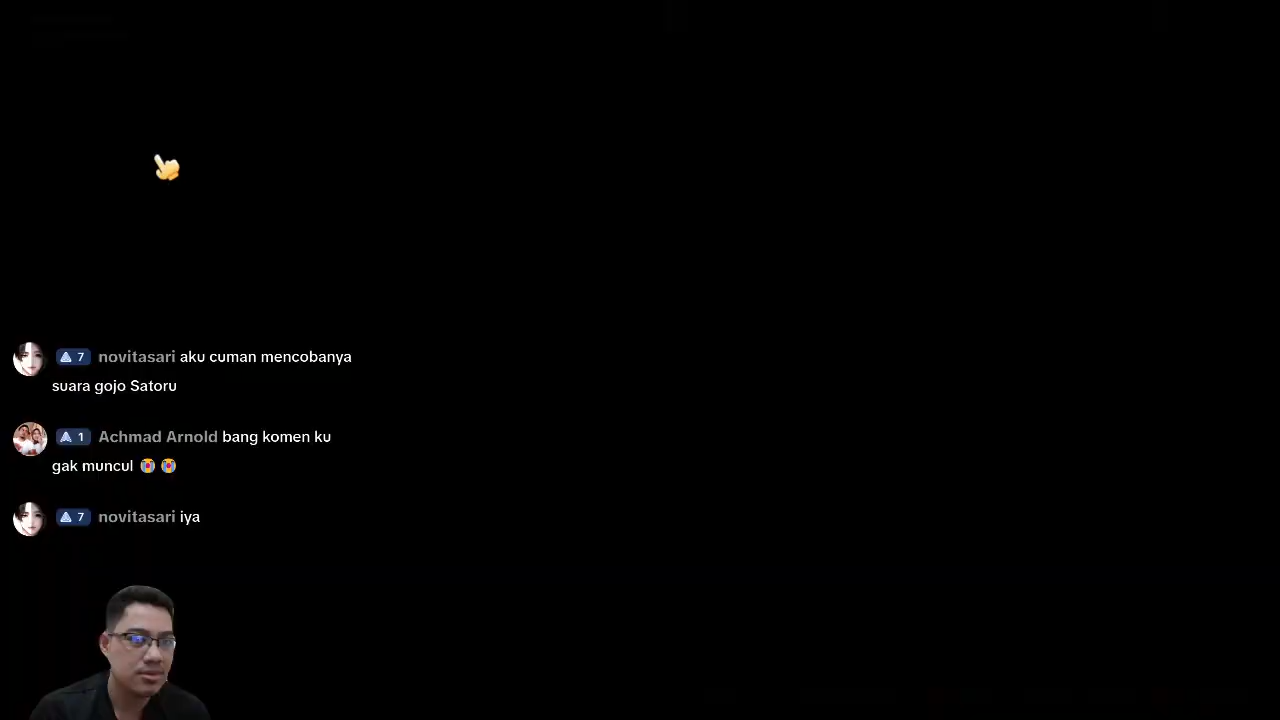 7 novitasari aku cuman mencobanya
suara gojo Satoru
1 Achmad Arnold bang komen ku
gak muncul 😭 😭
7 novitasari iya